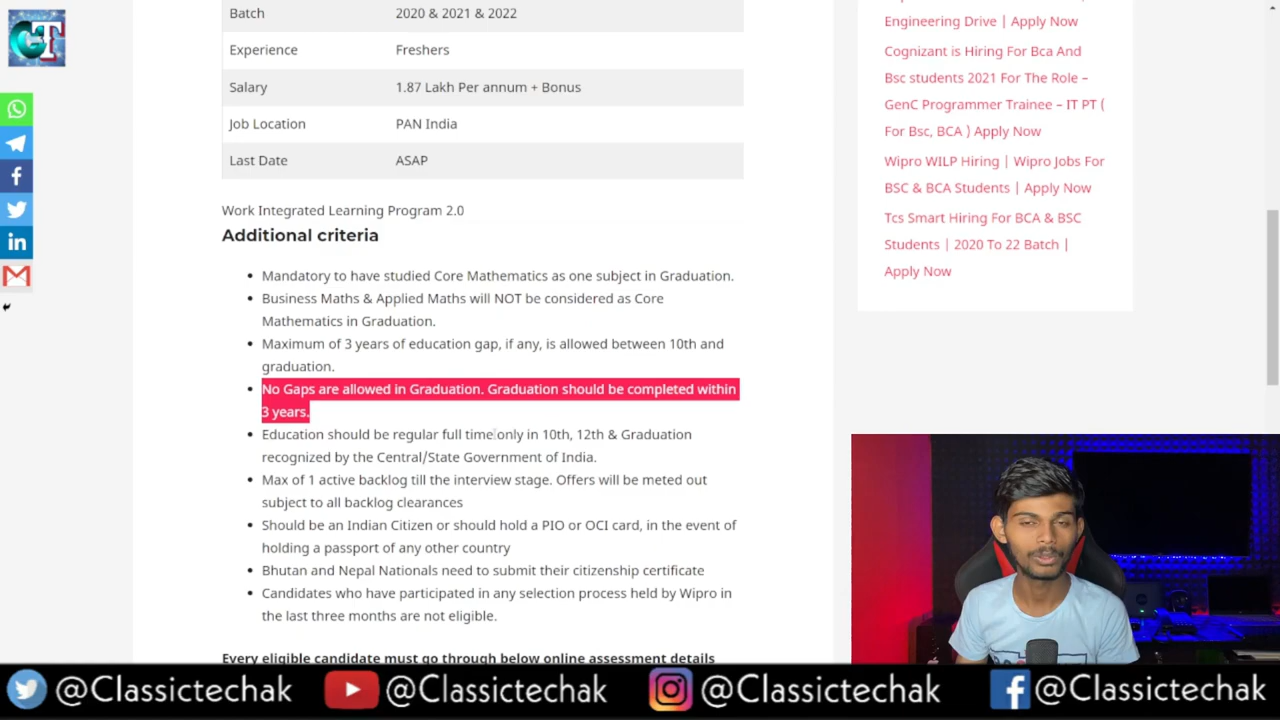 Batch 2020 & 2021 & 2022
Experience Freshers
Salary 1.87 Lakh Per annum + Bonus
Job Location PAN India
Last Date ASAP
Work Integrated Learning Program 2.0
Additional criteria
Mandatory to have studied Core Mathematics as one subject in Graduation.
Business Maths & Applied Maths will NOT be considered as Core
Mathematics in Graduation.
Maximum of 3 years of education gap, if any, is allowed between 10th and
graduation.
No Gaps are allowed in Graduation. Graduation should be completed within
3 years.
Education should be regular full time only in 10th, 12th & Graduation
recognized by the Central/State Government of India.
Max of 1 active backlog till the interview stage. Offers will be meted out
subject to all backlog clearances
Should be an Indian Citizen or should hold a PIO or OCI card, in the event of
holding a passport of any other country
Bhutan and Nepal Nationals need to submit their citizenship certificate
Candidates who have participated in any selection process held by Wipro in
the last three months are not eligible.
Every eligible candidate must go through below online assessment details
Engineering Drive | Apply Now
Cognizant is Hiring For Bca And
Bsc students 2021 For The Role –
GenC Programmer Trainee – IT PT (
For Bsc, BCA ) Apply Now
Wipro WILP Hiring | Wipro Jobs For
BSC & BCA Students | Apply Now
Tcs Smart Hiring For BCA & BSC
Students | 2020 To 22 Batch |
Apply Now
@Classictechak @Classictechak @Classictechak @Classictechak